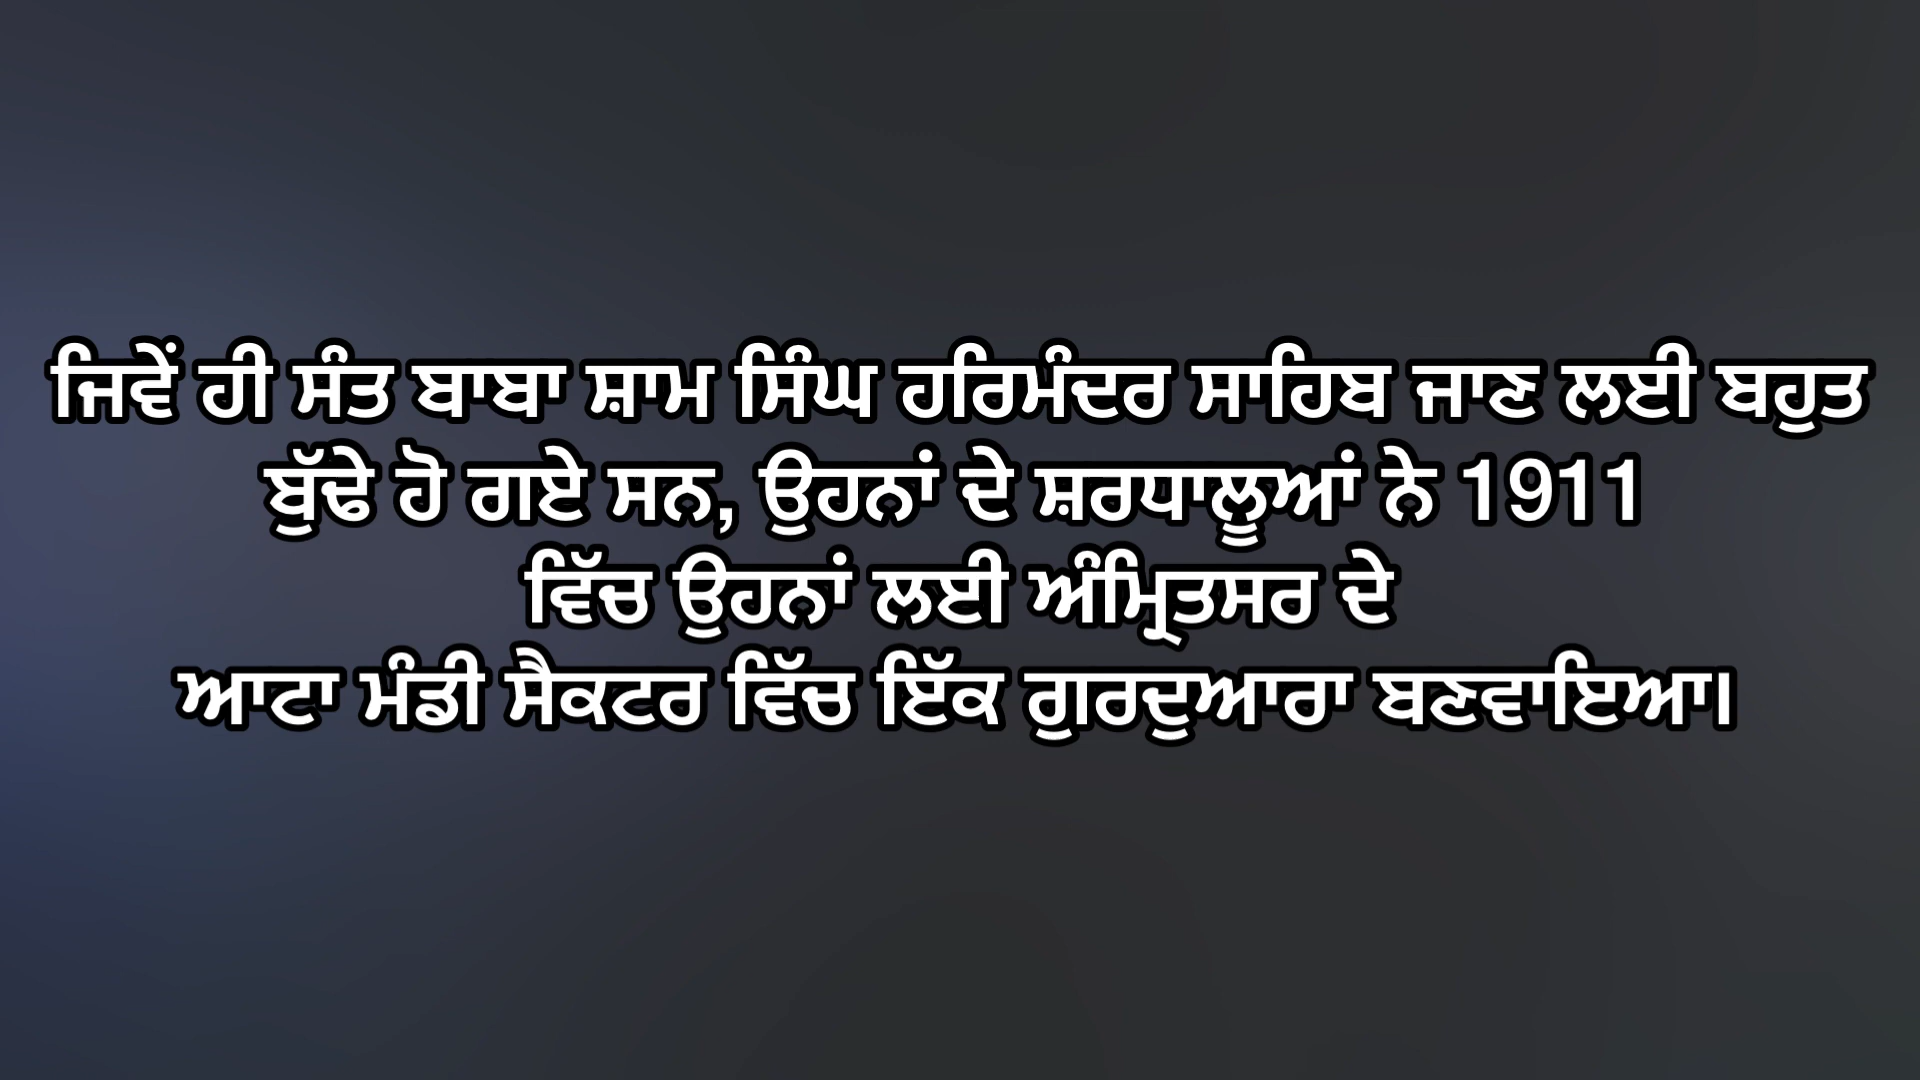 ਜਿਵੇਂ ਹੀ ਸੰਤ ਬਾਬਾ ਸ਼ਾਮ ਸਿੰਘ ਹਰਿਮੰਦਰ ਸਾਹਿਬ ਜਾਣ ਲਈ ਬਹੁਤ
ਬੁੱਢੇ ਹੋ ਗਏ ਸਨ, ਉਹਨਾਂ ਦੇ ਸ਼ਰਧਾਲੂਆਂ ਨੇ 1911
ਵਿੱਚ ਉਹਨਾਂ ਲਈ ਅੰਮ੍ਰਿਤਸਰ ਦੇ
ਆਟਾ ਮੰਡੀ ਸੈਕਟਰ ਵਿੱਚ ਇੱਕ ਗੁਰਦੁਆਰਾ ਬਣਵਾਇਆ।